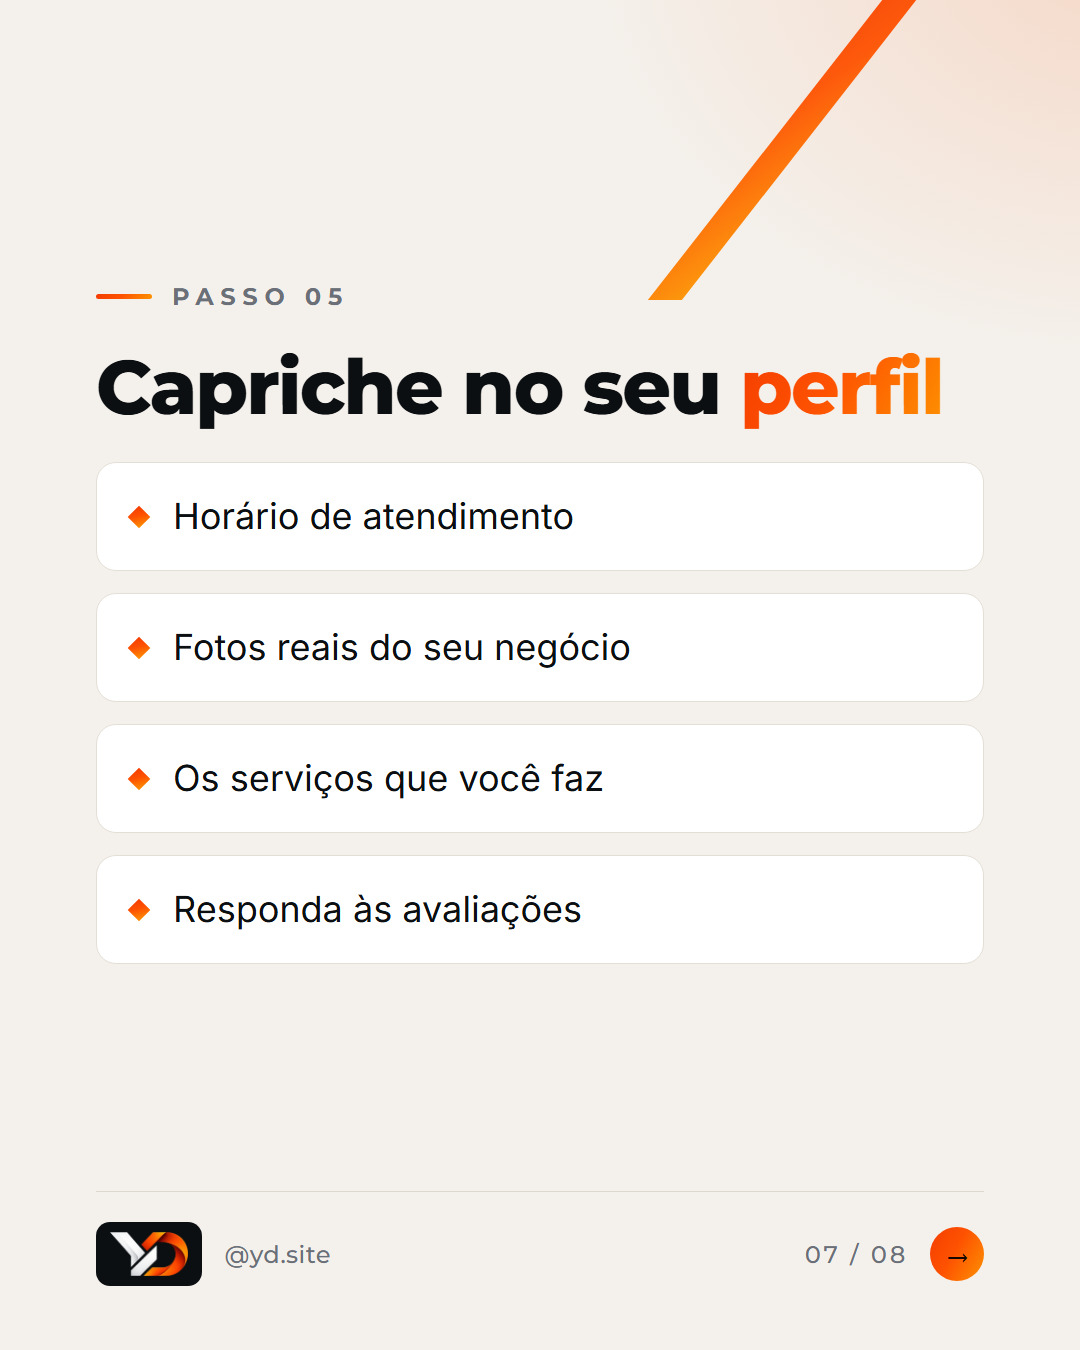 PASSO 05
Capriche no seu perfil
Horário de atendimento
Fotos reais do seu negócio
Os serviços que você faz
Responda às avaliações
YD @yd.site 07 / 08 →